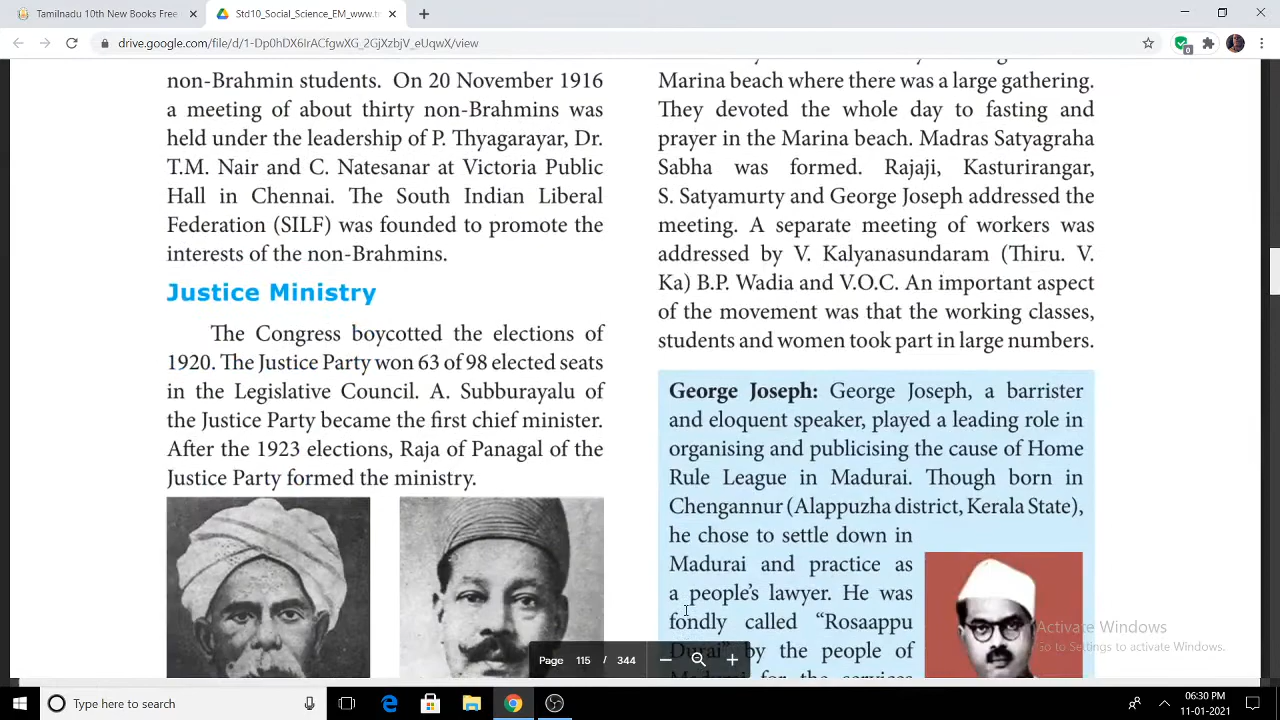 Tamilnadu 10th New Books Free
Std10_Social_Science_EM_www.t
drive.google.com/file/d/1-Dp0hDX6IrACfgwXG_2GjXzbjV_eUqwX/view
non-Brahmin students. On 20 November 1916
a meeting of about thirty non-Brahmins was
held under the leadership of P. Thyagarayar, Dr.
T.M. Nair and C. Natesanar at Victoria Public
Hall in Chennai. The South Indian Liberal
Federation (SILF) was founded to promote the
interests of the non-Brahmins.
Justice Ministry
The Congress boycotted the elections of
1920. The Justice Party won 63 of 98 elected seats
in the Legislative Council. A. Subburayalu of
the Justice Party became the first chief minister.
After the 1923 elections, Raja of Panagal of the
Justice Party formed the ministry.
Marina beach where there was a large gathering.
They devoted the whole day to fasting and
prayer in the Marina beach. Madras Satyagraha
Sabha was formed. Rajaji, Kasturirangar,
S. Satyamurty and George Joseph addressed the
meeting. A separate meeting of workers was
addressed by V. Kalyanasundaram (Thiru. V.
Ka) B.P. Wadia and V.O.C. An important aspect
of the movement was that the working classes,
students and women took part in large numbers.
George Joseph: George Joseph, a barrister
and eloquent speaker, played a leading role in
organising and publicising the cause of Home
Rule League in Madurai. Though born in
Chengannur (Alappuzha district, Kerala State),
he chose to settle down in
Madurai and practice as
a people's lawyer. He was
fondly called “Rosaappu
Durai” by the people of
Madurai for the services
Page 115 / 344
Activate Windows
Go to Settings to activate Windows.
Type here to search
06:30 PM
11-01-2021